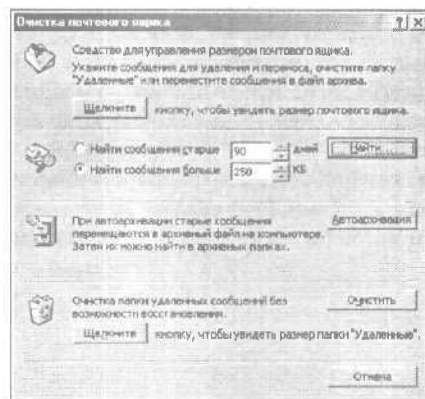 Очистка почтового ящика
Средство для управления размером почтового ящика.
Укажите сообщения для удаления и переноса, очистите папку
"Удаленные" или переместите сообщения в файл архива.
Щелкните кнопку, чтобы увидеть размер почтового ящика.
Найти сообщения старше 90 дней Найти...
Найти сообщения больше 250 КБ
При автоархивации старые сообщения Автоархивация
перемещаются в архивный файл на компьютере.
Затем их можно найти в архивных папках.
Очистка папки удаленных сообщений без Очистить
возможности восстановления.
Щелкните кнопку, чтобы увидеть размер папки "Удаленные".
Отмена